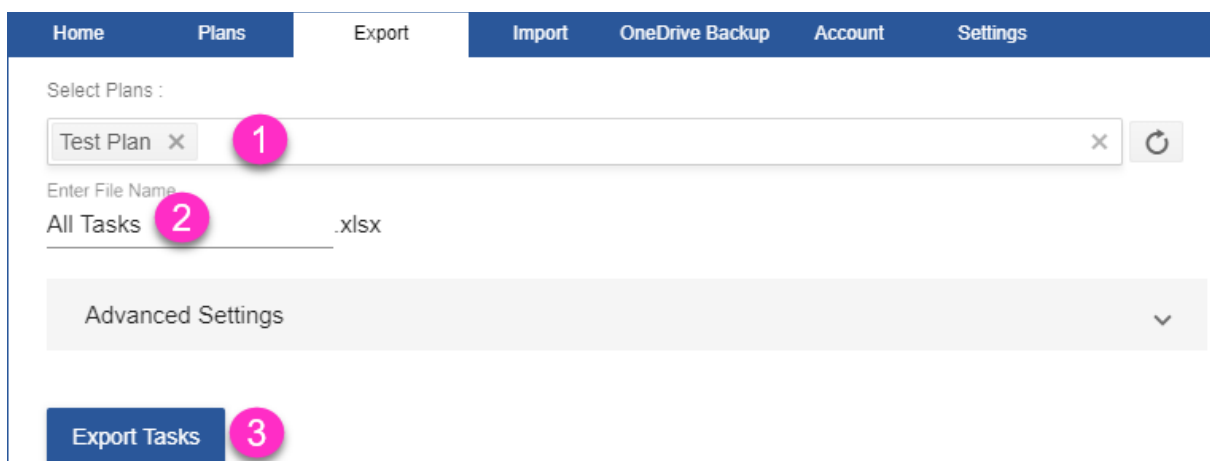 Home Plans Export Import OneDrive Backup Account Settings
Select Plans :
Test Plan × 1 ×
Enter File Name
All Tasks 2 .xlsx
Advanced Settings
Export Tasks 3